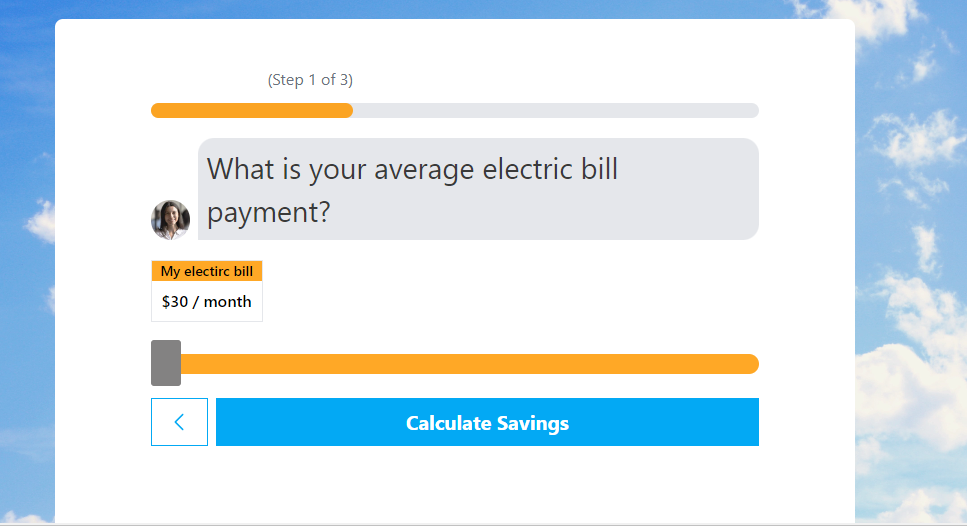 (Step 1 of 3)
What is your average electric bill
payment?
My electirc bill
$30 / month
Calculate Savings